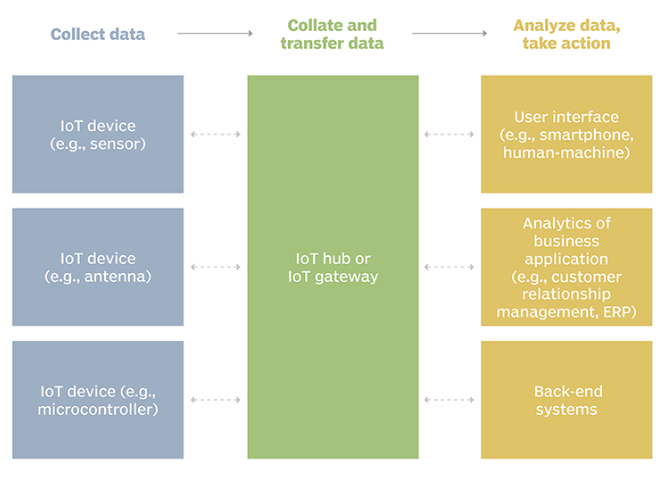 Collect data
Collate and
transfer data
Analyze data,
take action
IoT device
(e.g., sensor)
IoT device
(e.g., antenna)
IoT device (e.g.,
microcontroller)
IoT hub or
IoT gateway
User interface
(e.g., smartphone,
human-machine)
Analytics of
business
application
(e.g., customer
relationship
management, ERP)
Back-end
systems